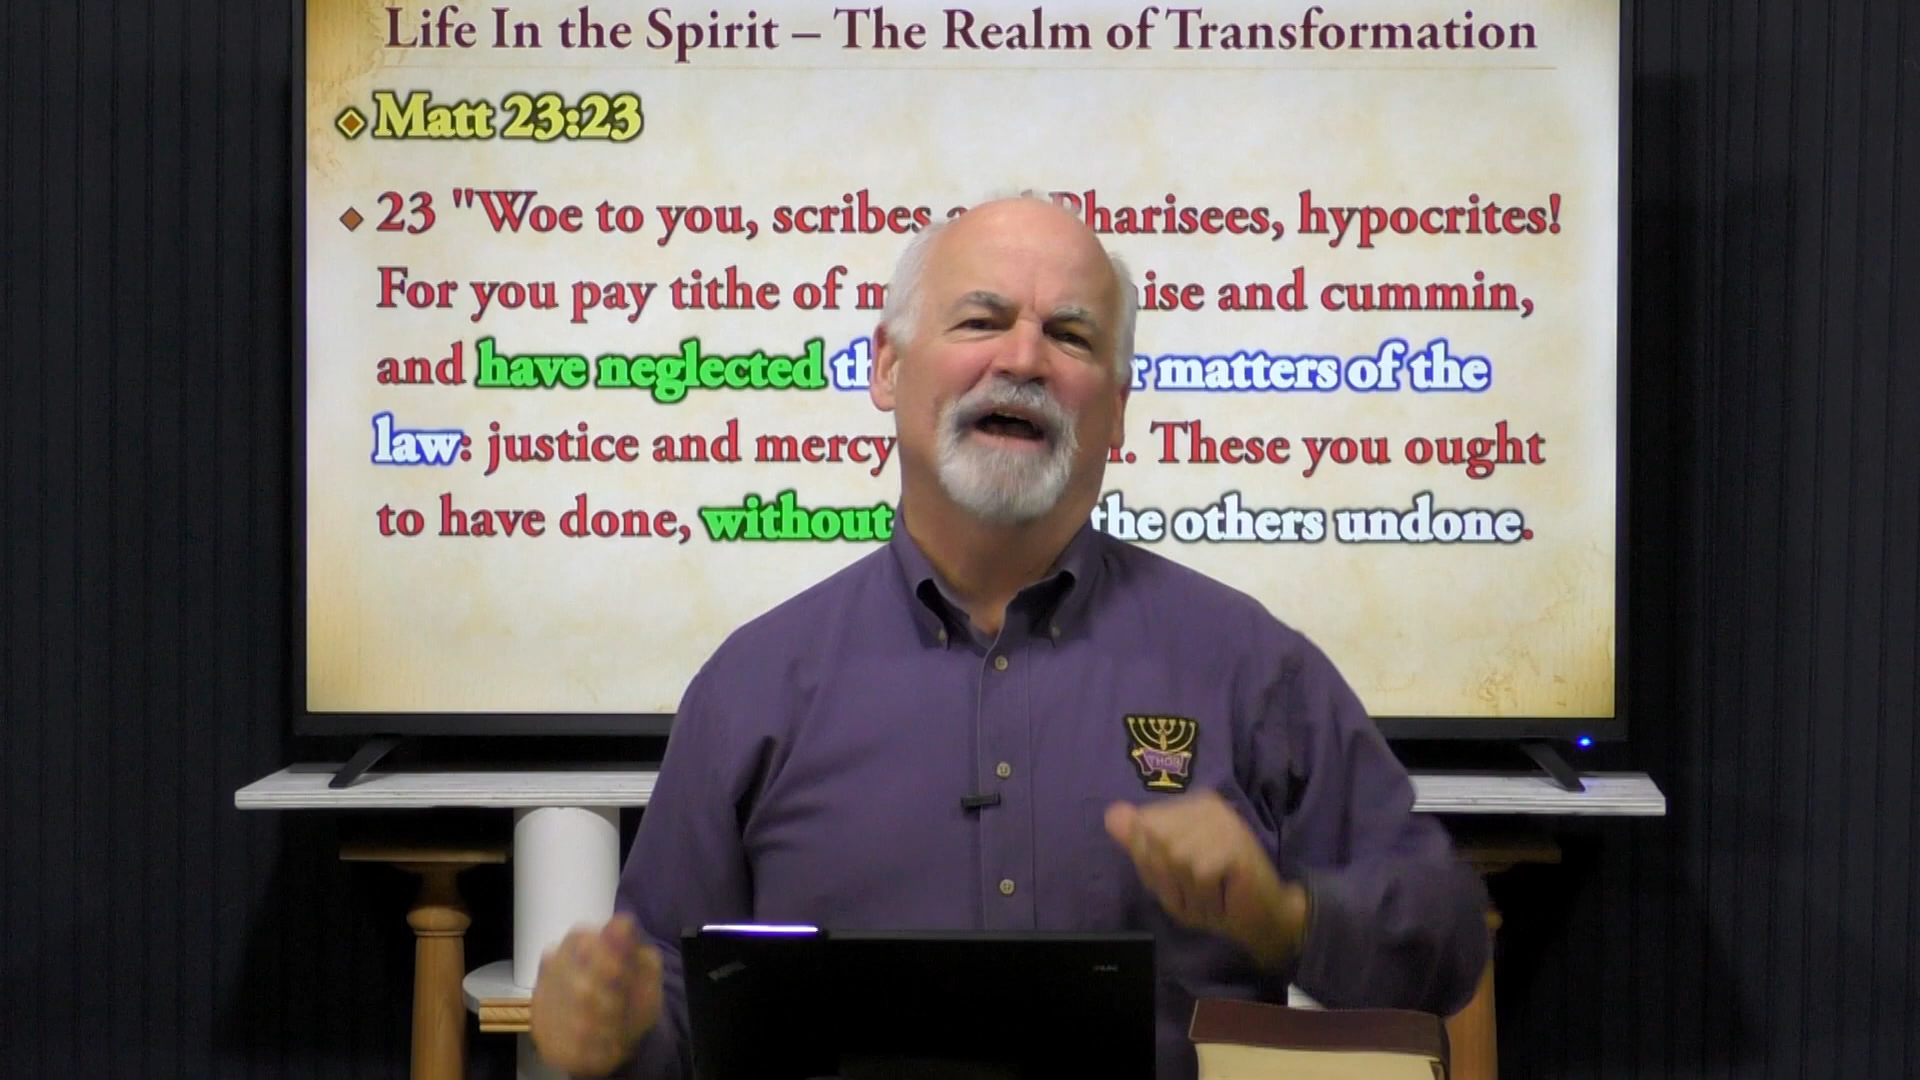 Life In the Spirit – The Realm of Transformation
Matt 23:23
23 "Woe to you, scribes Pharisees, hypocrites!
For you pay tithe of and cummin,
and have neglected matters of the
law: justice and mercy These you ought
to have done, without the others undone.
THOR
ThinkPad